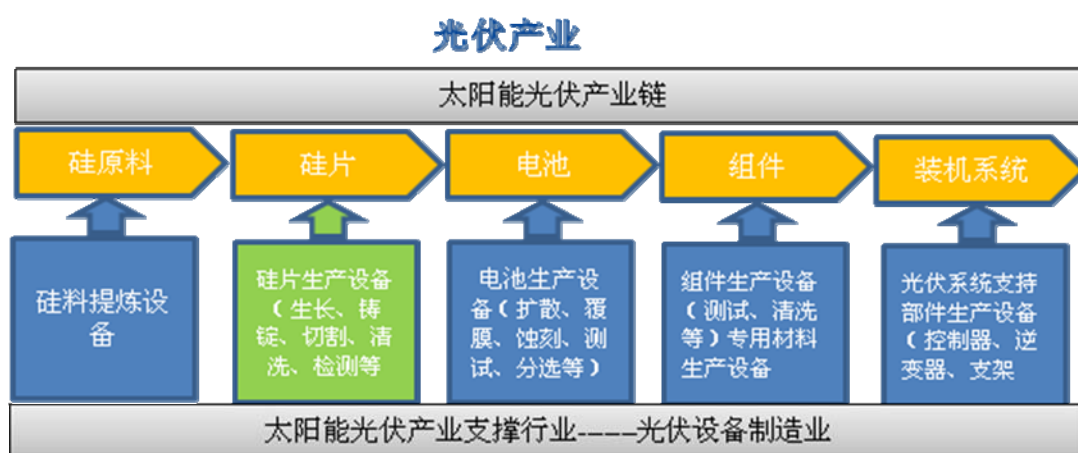 光伏产业
太阳能光伏产业链
硅原料
硅片
电池
组件
装机系统
硅料提炼设
备
硅片生产设备
（生长、铸
锭、切割、清
洗、检测等
电池生产设
备（扩散、覆
膜、蚀刻、测
试、分选等）
组件生产设备
（测试、清洗
等）专用材料
生产设备
光伏系统支持
部件生产设备
（控制器、逆
变器、支架
太阳能光伏产业支撑行业-----光伏设备制造业